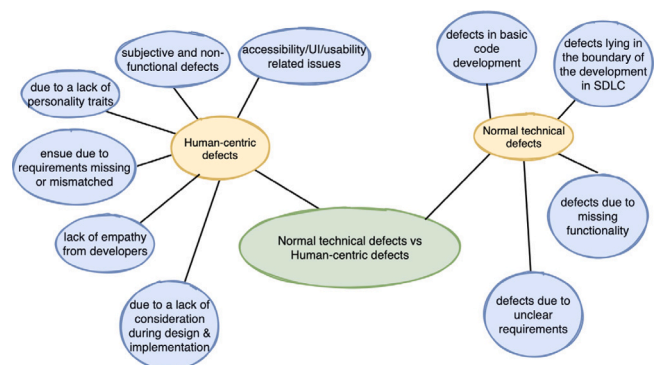 accessibility/UI/usability
related issues
subjective and non-
functional defects
due to a lack of
personality traits
Human-centric
defects
ensue due to
requirements missing
or mismatched
lack of empathy
from developers
due to a lack of
consideration
during design &
implementation
Normal technical defects vs
Human-centric defects
defects in basic
code
development
defects lying in
the boundary of
the development
in SDLC
Normal technical
defects
defects due to
missing
functionality
defects due to
unclear
requirements